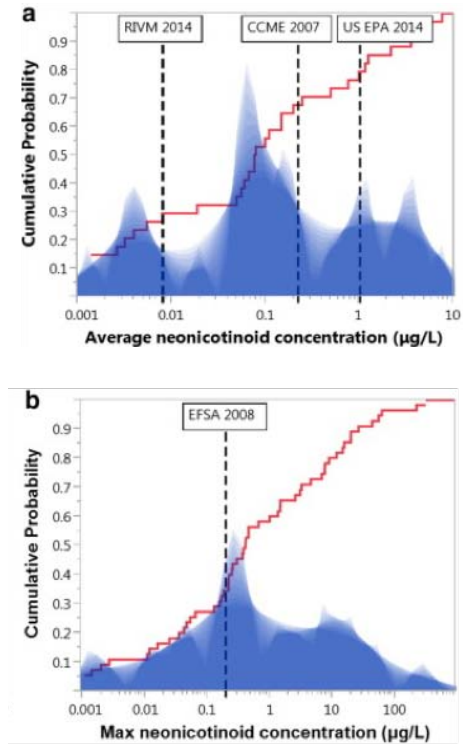 a
RIVM 2014 CCME 2007 US EPA 2014
Cumulative Probability
0.9
0.8
0.7
0.6
0.5
0.4
0.3
0.2
0.1
0.001 0.01 0.1 1 10
Average neonicotinoid concentration (µg/L)
b
EFSA 2008
Cumulative Probability
0.9
0.8
0.7
0.6
0.5
0.4
0.3
0.2
0.1
0.001 0.01 0.1 1 10 100
Max neonicotinoid concentration (µg/L)